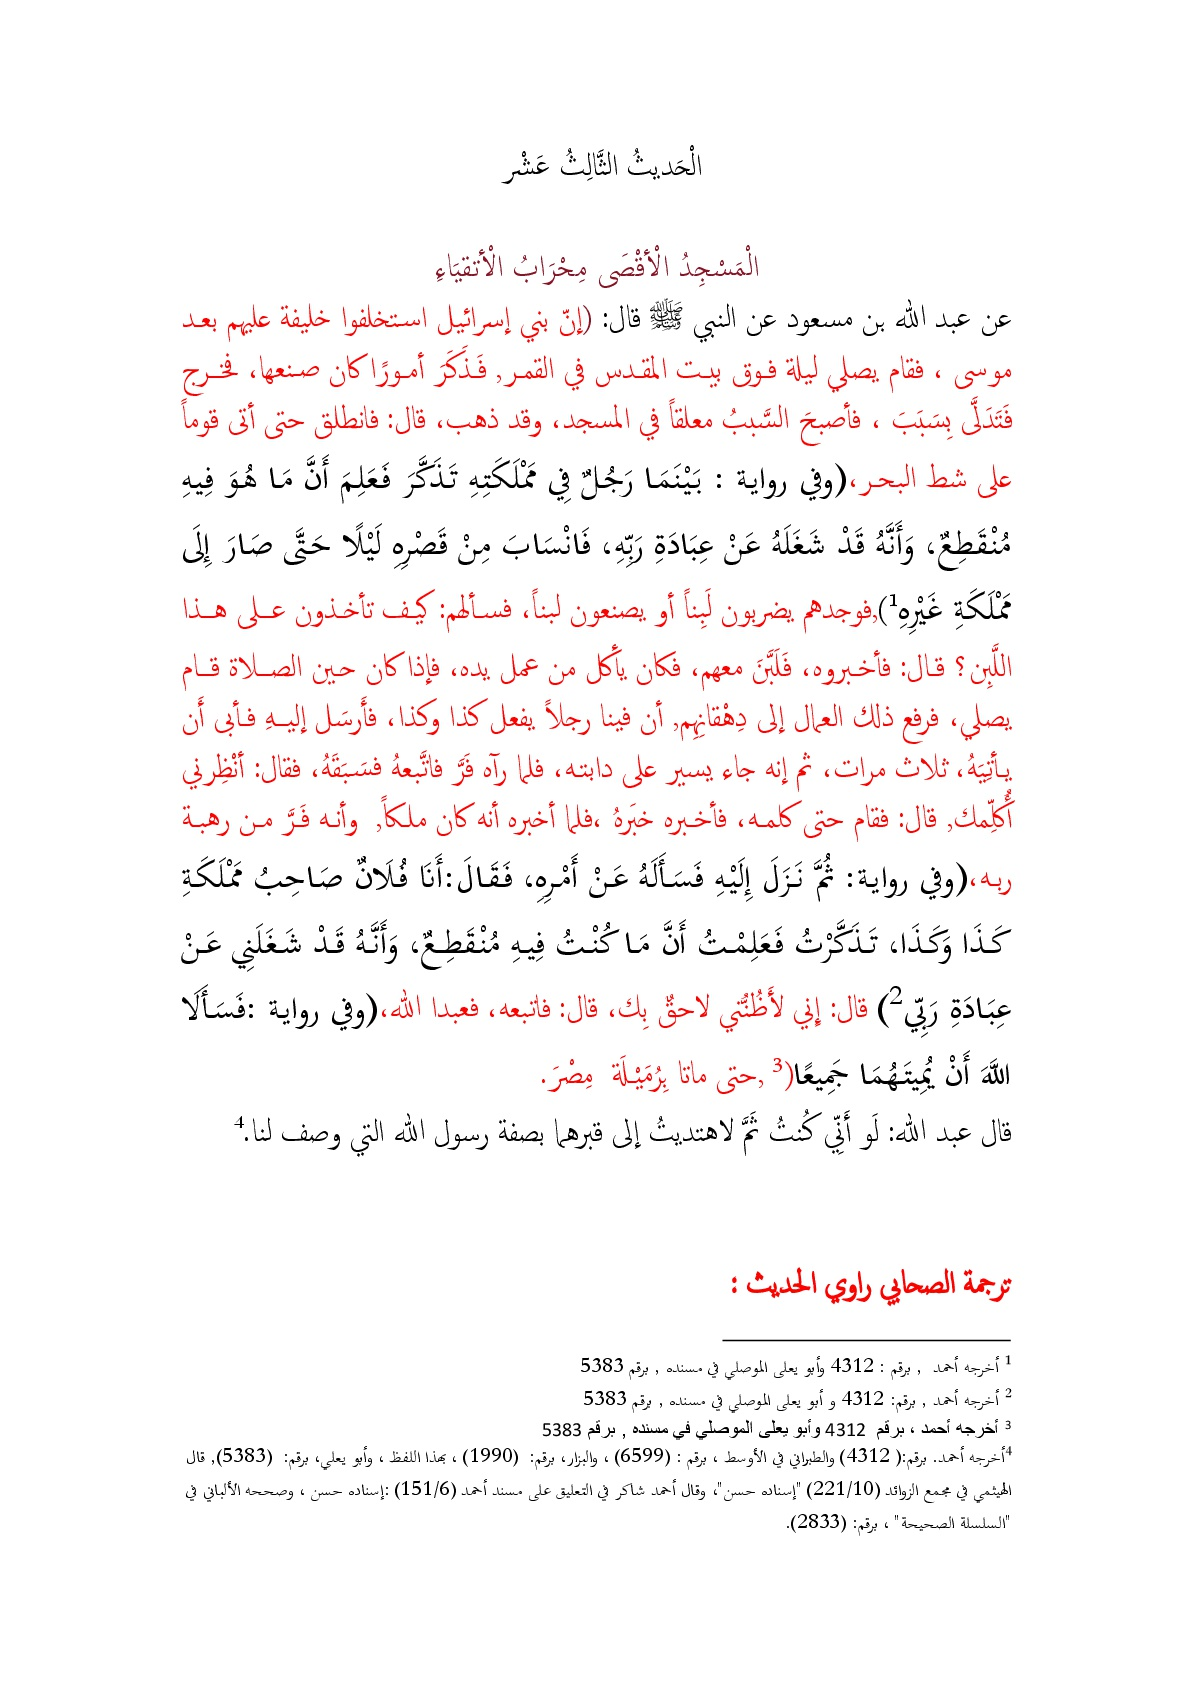 الْحَديثُ الثَّالِثُ عَشْر
الْمَسْجِدُ الْأَقْصَى مِحْرَابُ الْأَتقيَاءِ
عن عبد الله بن مسعود عن النبي ﷺ قال: (إنّ بني إسرائيل استخلفوا خليفة عليهم بعد
موسى ، فقام يصلي ليلة فوق بيت المقدس في القمر, فَذَكَرَ أمورًا كان صنعها، فخرج
فَتَدَلَّى بِسَبَبَ ، فأصبحَ السَّببُ معلقاً في المسجد، وقد ذهب، قال: فانطلق حتى أتى قوماً
على شط البحر،(وفي رواية : بَيْنَمَا رَجُلٌ فِي مَمْلَكَتِهِ تَذَكَّرَ فَعَلِمَ أَنَّ مَا هُوَ فِيهِ
مُنْقَطِعٌ، وَأَنَّهُ قَدْ شَغَلَهُ عَنْ عِبَادَةِ رَبِّهِ، فَانْسَابَ مِنْ قَصْرِهِ لَيْلًا حَتَّى صَارَ إِلَى
مَمْلَكَةِ غَيْرِهِ1),فوجدهم يضربون لَبِناً أو يصنعون لبناً، فسألهم: كيف تأخذون على هذا
اللَّبِن؟ قال: فأخبروه، فَلَبَّنَ معهم، فكان يأكل من عمل يده، فإذا كان حين الصلاة قام
يصلي، فرفع ذلك العمال إلى دِهْقانِهِم, أن فينا رجلاً يفعل كذا وكذا، فأَرسَل إليهِ فأبى أَن
يأتِيَهُ، ثلاث مرات، ثم إنه جاء يسير على دابته، فلما رآه فَرَّ فاتَّبعهُ فسَبَقَهُ، فقال: أنْظِرني
أُكلِّمك, قال: فقام حتى كلمه، فأخبره خبَرهُ ،فلما أخبره أنه كان ملكاً, وأنه فَرَّ من رهبة
ربه،(وفي رواية: ثُمَّ نَزَلَ إِلَيْهِ فَسَأَلَهُ عَنْ أَمْرِهِ، فَقَالَ:أَنَا فُلَانٌ صَاحِبُ مَمْلَكَةِ
كَذَا وَكَذَا، تَذَكَّرْتُ فَعَلِمْتُ أَنَّ مَا كُنْتُ فِيهِ مُنْقَطِعٌ، وَأَنَّهُ قَدْ شَغَلَنِي عَنْ
عِبَادَةِ رَبِّي2) قال: إني لأَظُنُّني لاحقٌ بِك، قال: فاتبعه، فعبدا الله،(وفي رواية :فَسَأَلَا
اللَّهَ أَنْ يُمِيتَهُمَا جَمِيعًا(3 ,حتى ماتا بِرُمَيْلَة مِصْرَ.
قال عبد الله: لَو أَنِّي كُنتُ ثَمَّ لاهتديتُ إلى قبرهما بصفة رسول الله التي وصف لنا.4
ترجمة الصحابي راوي الحديث :
1 أخرجه أحمد , برقم : 4312 وأبو يعلى الموصلي في مسنده , برقم 5383
2 أخرجه أحمد , برقم: 4312 و أبو يعلى الموصلي في مسنده , برقم 5383
3 أخرجه أحمد ، برقم 4312 وأبو يعلى الموصلي في مسنده , برقم 5383
4أخرجه أحمد. برقم:( 4312) والطبراني في الأوسط ، برقم : (6599) ، والبزار، برقم: (1990) ، بهذا اللفظ ، وأبو يعلي، برقم: (5383), قال
الهيثمي في مجمع الزوائد (221/10) "إسناده حسن"، وقال أحمد شاكر في التعليق على مسند أحمد (151/6) :إسناده حسن ، وصححه الألباني في
"السلسلة الصحيحة" ، برقم: (2833).